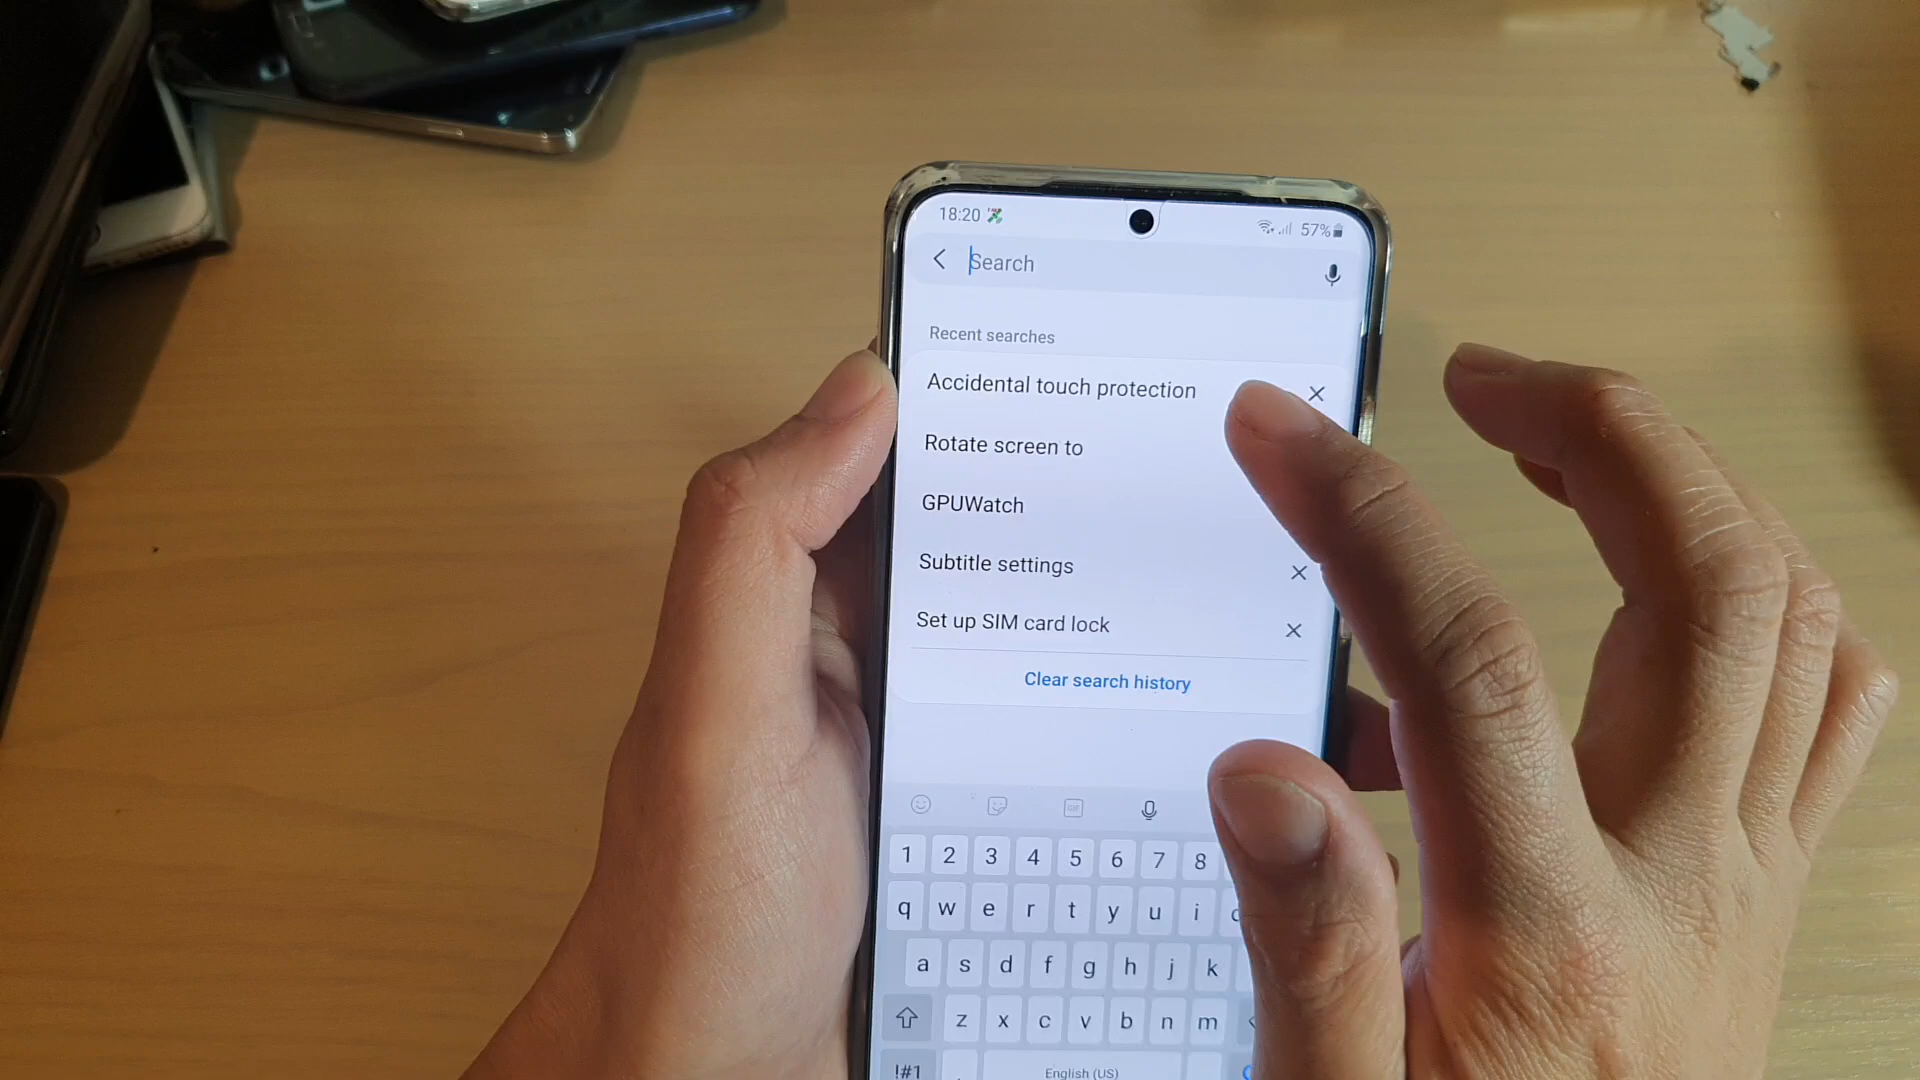 18:20 57%
Search
Recent searches
Accidental touch protection
Rotate screen to
GPUWatch
Subtitle settings
Set up SIM card lock
Clear search history
GIF
1 2 3 4 5 6 7 8
q w e r t y u i
a s d f g h j k
z x c v b n m
!#1 , English (US)